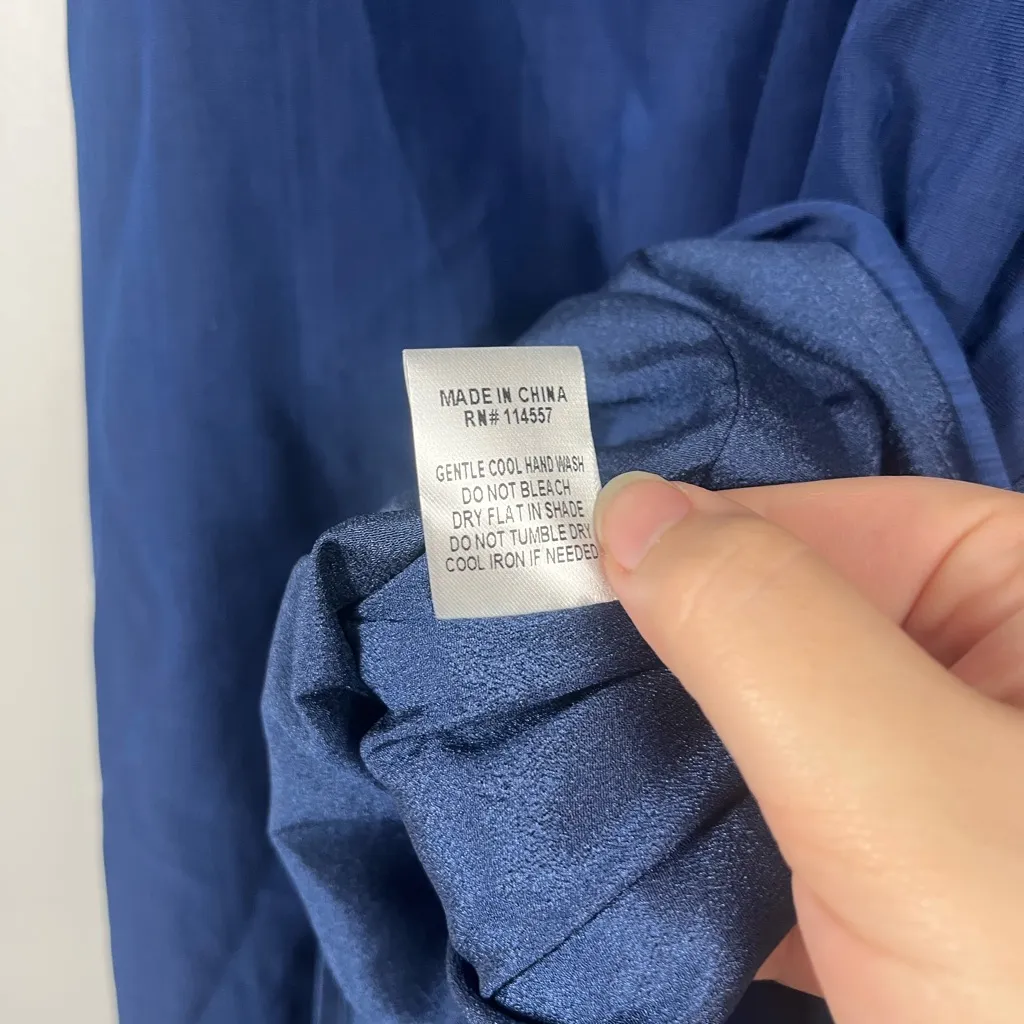 MADE IN CHINA
RN# 114557
GENTLE COOL HAND WASH
DO NOT BLEACH
DRY FLAT IN SHADE
DO NOT TUMBLE DRY
COOL IRON IF NEEDED